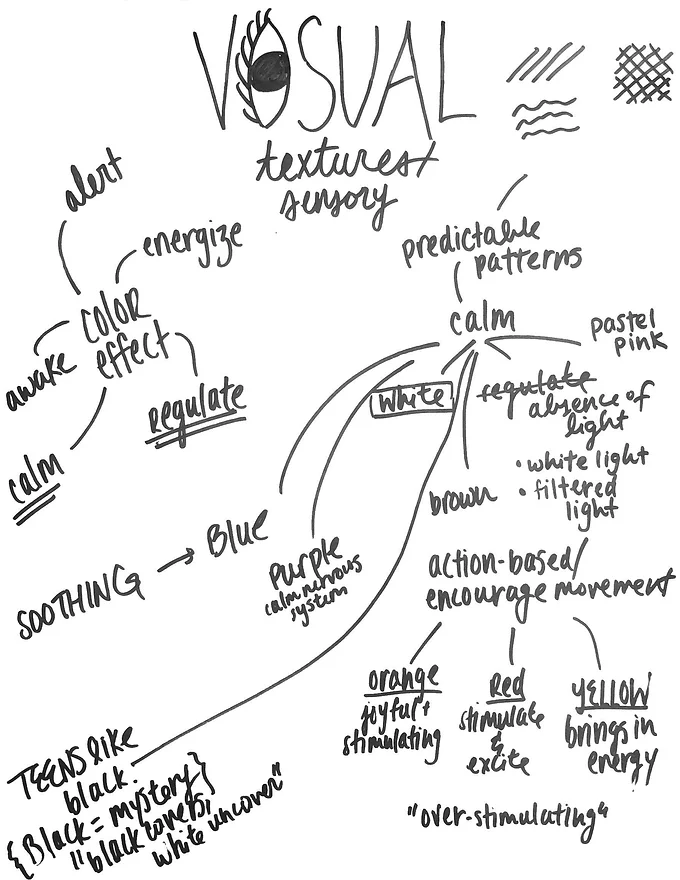 VISUAL
textures+
sensory
alert
energize
COLOR
effect
awake
regulate
calm
SOOTHING → Blue
predictable
patterns
calm
pastel
pink
white
regulate
absence of
light
• white light
• filtered
light
brown
purple
calm nervous
system
action-based/
encourage movement
orange
joyful +
stimulating
Red
stimulate
&
excite
YELLOW
brings in
energy
"over-stimulating"
TEENS like
black.
{Black = mystery}
"black covers,
white uncover"